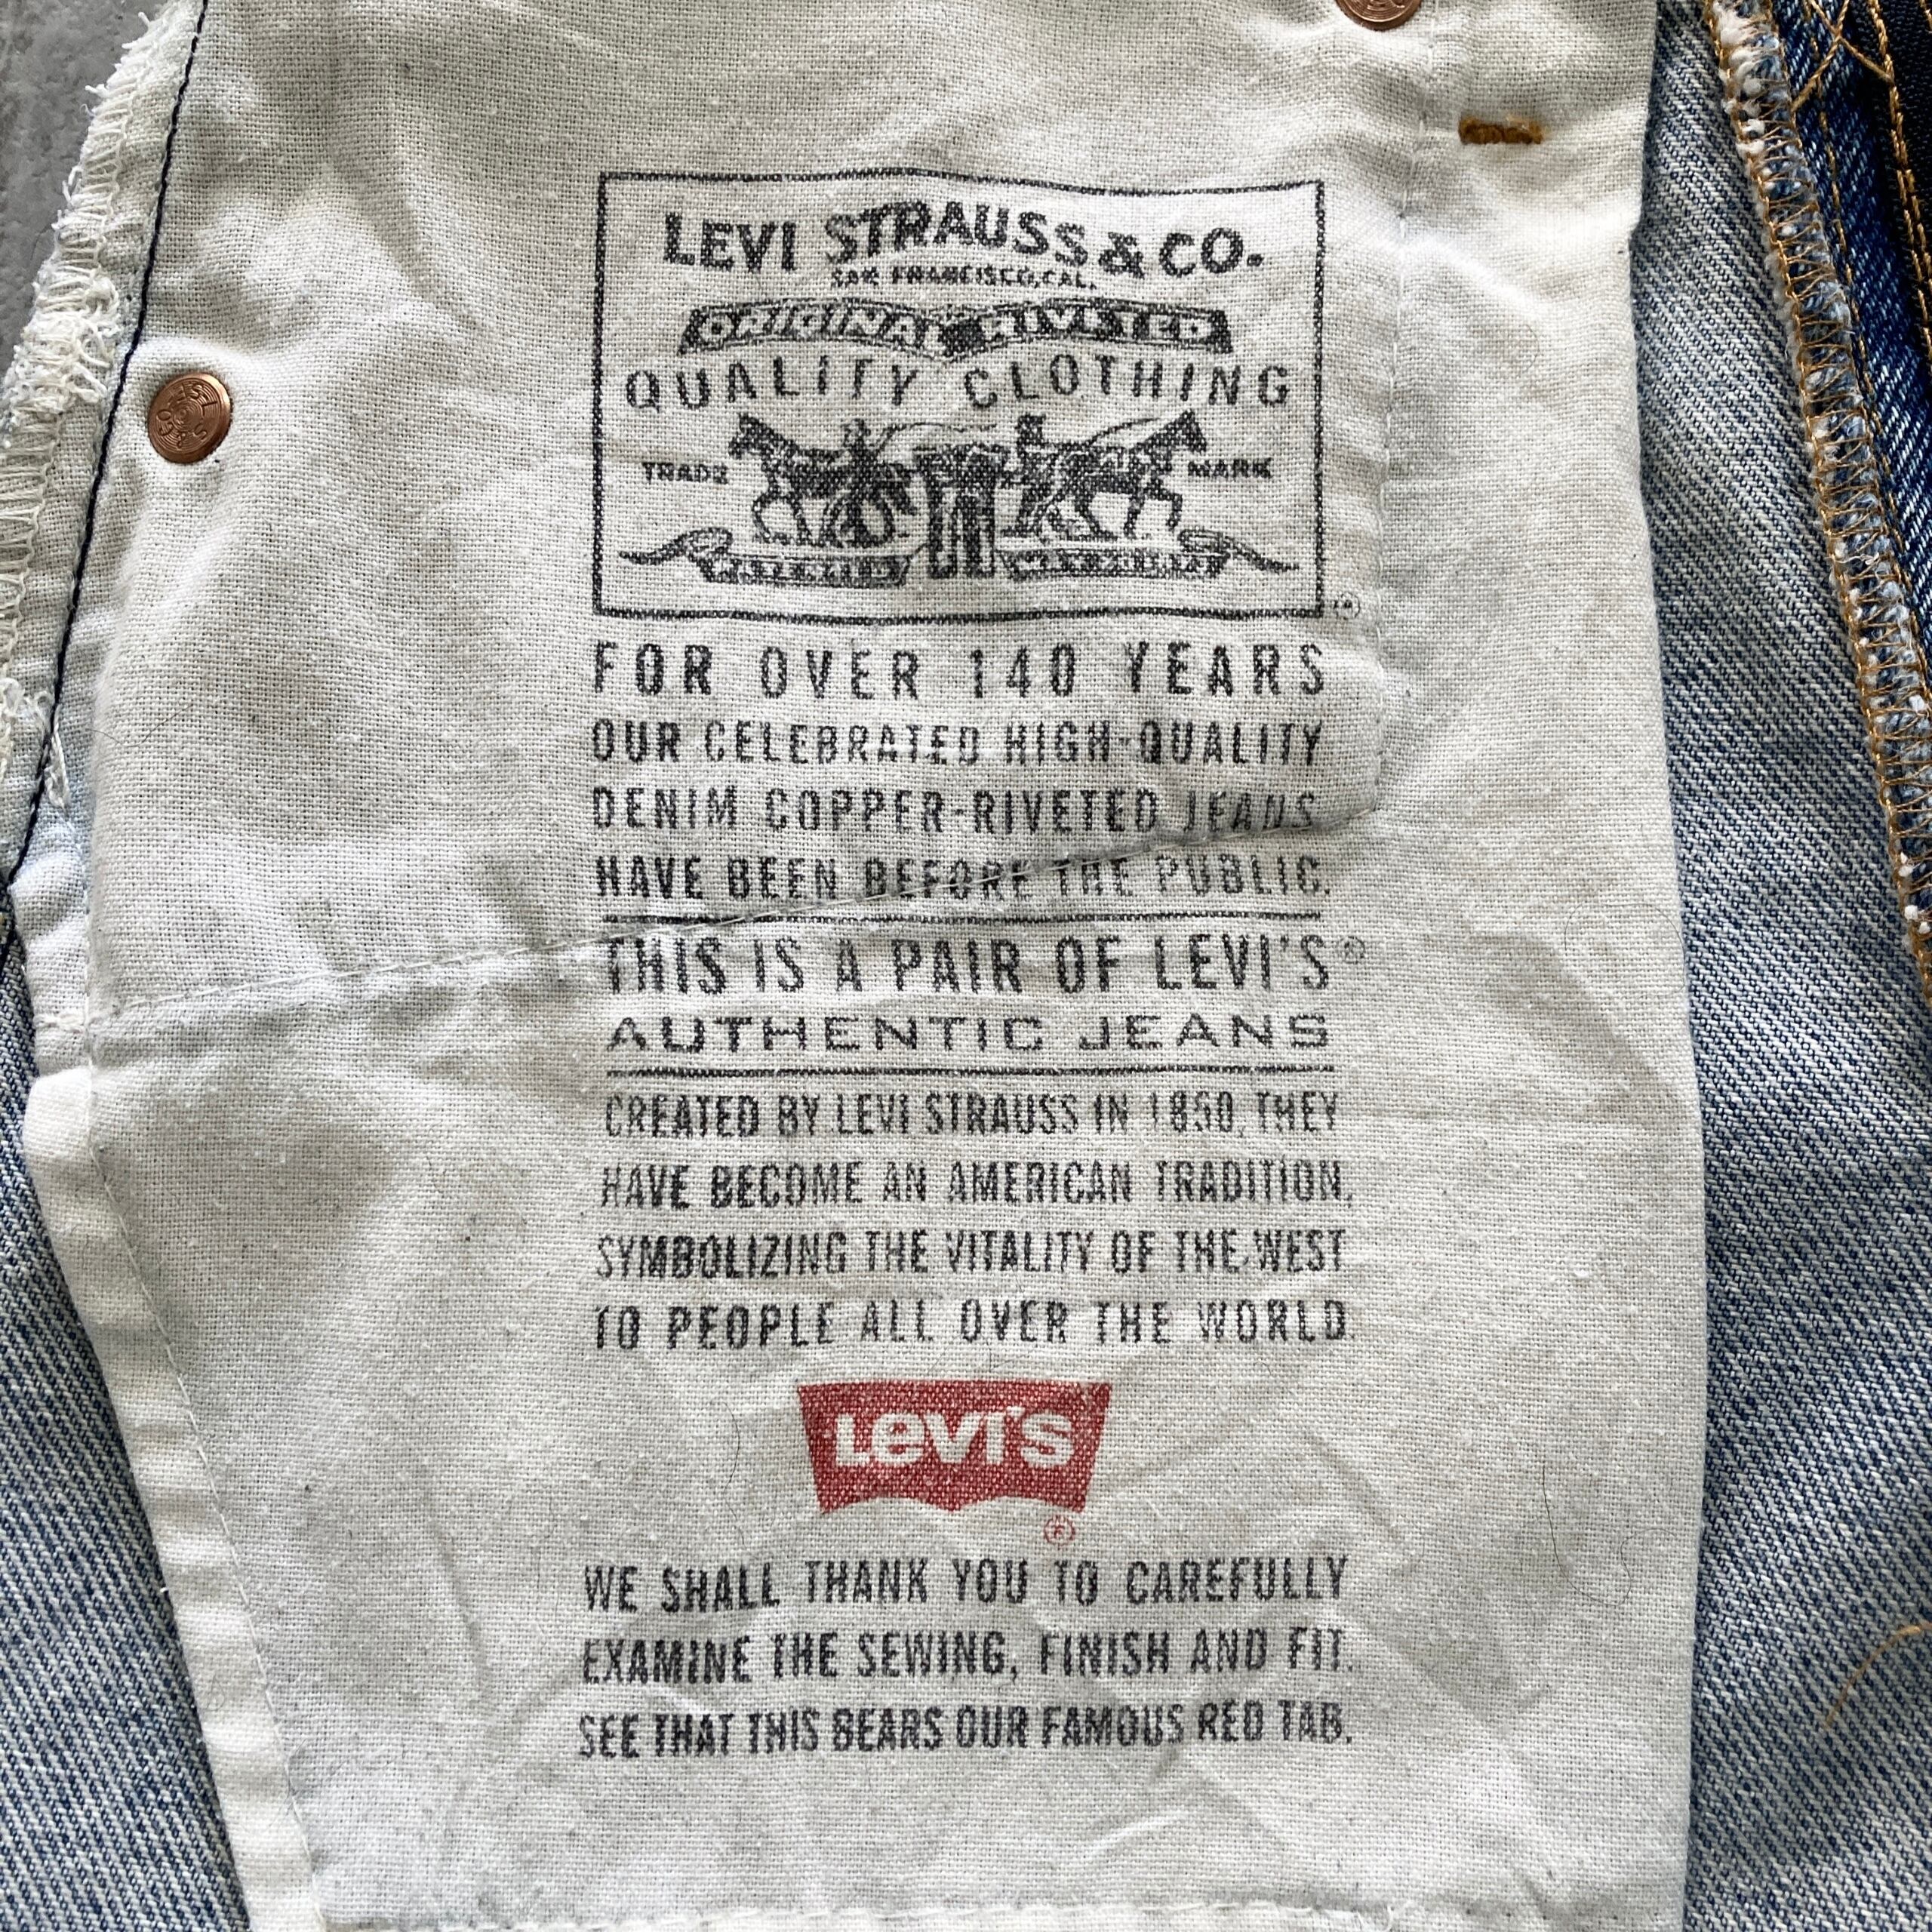 LEVI STRAUSS & CO.
SAN FRANCISCO, CAL.
ORIGINAL RIVETED
QUALITY CLOTHING
TRADE MARK
PATENTED
®
FOR OVER 140 YEARS
OUR CELEBRATED HIGH-QUALITY
DENIM COPPER-RIVETED JEANS
HAVE BEEN BEFORE THE PUBLIC.
THIS IS A PAIR OF LEVI'S®
AUTHENTIC JEANS
CREATED BY LEVI STRAUSS IN 1850, THEY
HAVE BECOME AN AMERICAN TRADITION,
SYMBOLIZING THE VITALITY OF THE WEST
TO PEOPLE ALL OVER THE WORLD.
LEVI'S
®
WE SHALL THANK YOU TO CAREFULLY
EXAMINE THE SEWING, FINISH AND FIT.
SEE THAT THIS BEARS OUR FAMOUS RED TAB.